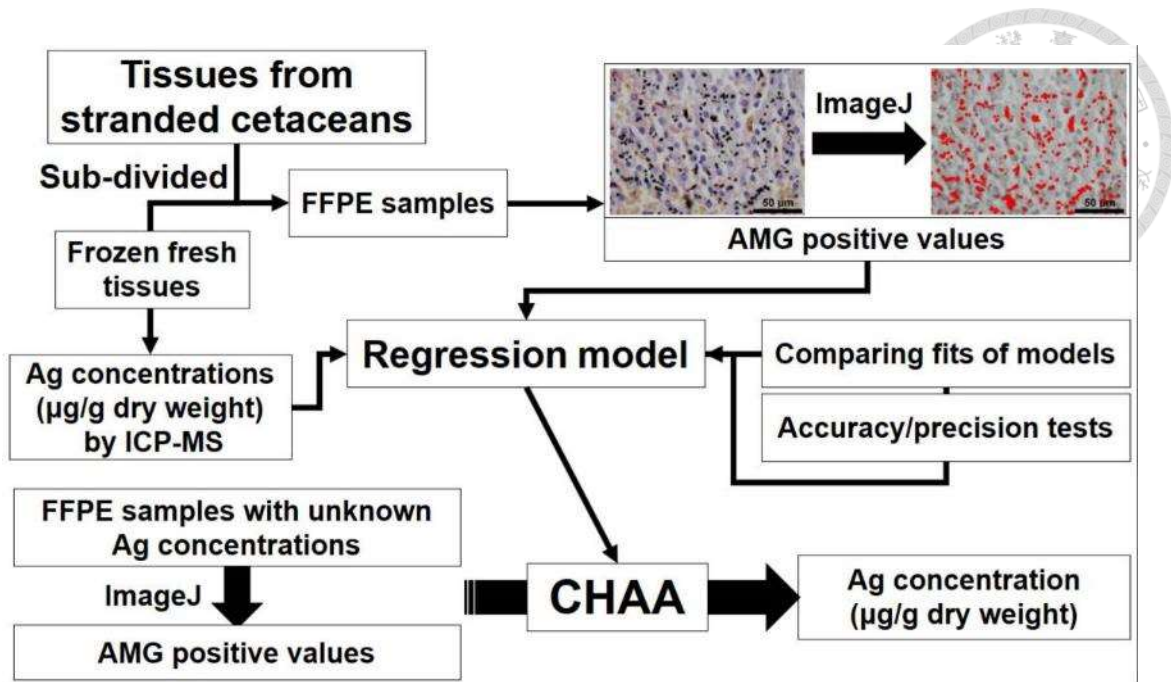 Tissues from
stranded cetaceans
Sub-divided
FFPE samples
Frozen fresh
tissues
Ag concentrations
(µg/g dry weight)
by ICP-MS
ImageJ
50 µm
50 µm
AMG positive values
Regression model
Comparing fits of models
Accuracy/precision tests
FFPE samples with unknown
Ag concentrations
ImageJ
AMG positive values
CHAA
Ag concentration
(µg/g dry weight)